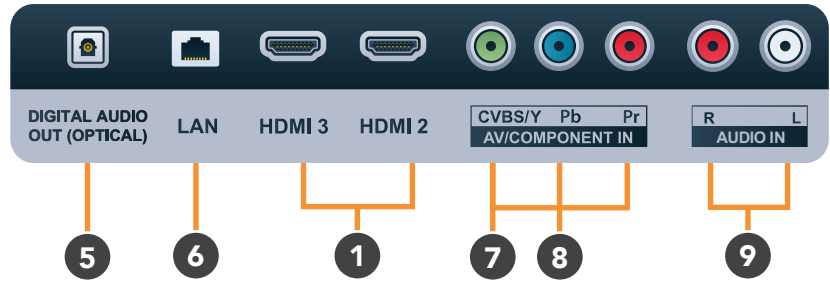 DIGITAL AUDIO
OUT (OPTICAL)
LAN
HDMI 3
HDMI 2
CVBS/Y Pb Pr
AV/COMPONENT IN
R L
AUDIO IN
5
6
1
7
8
9